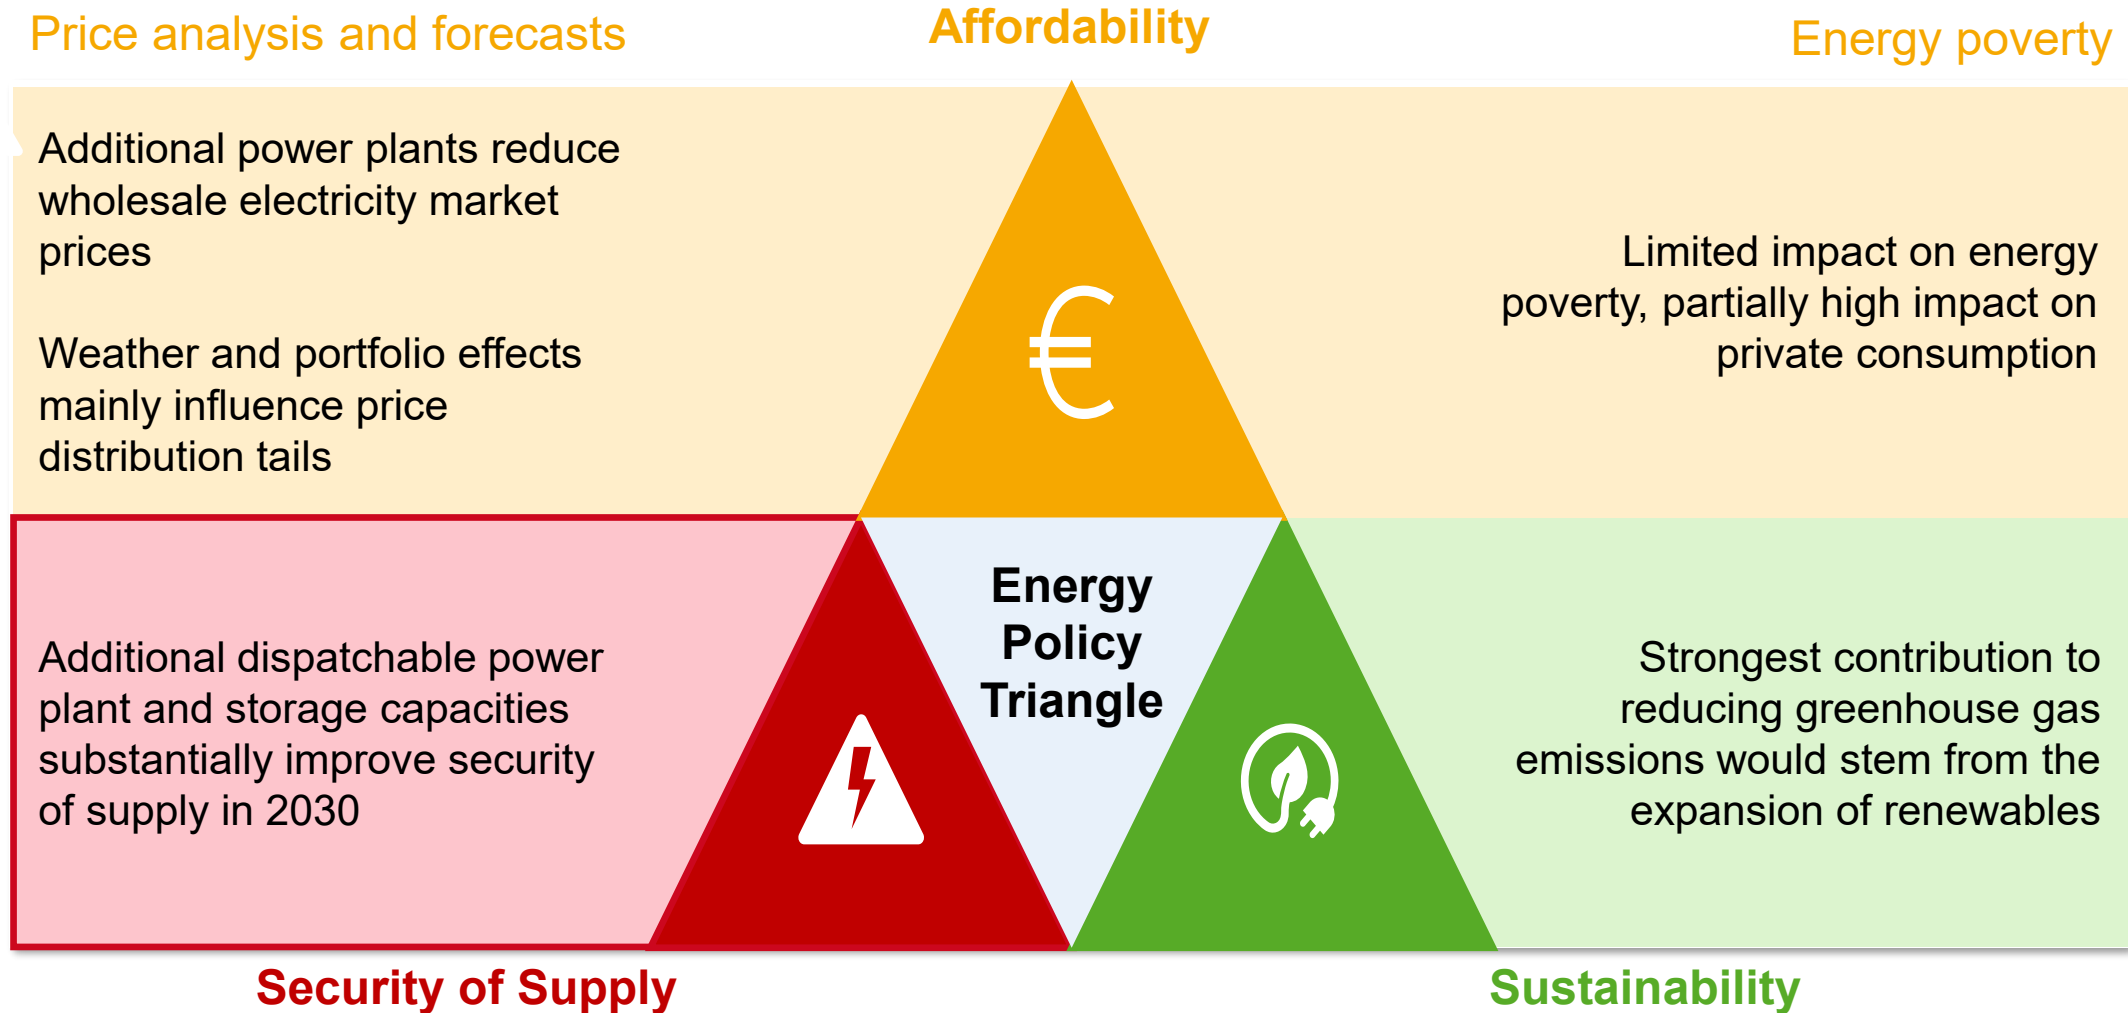 Price analysis and forecasts
Affordability
Energy poverty
Additional power plants reduce
wholesale electricity market
prices
Weather and portfolio effects
mainly influence price
distribution tails
€
Limited impact on energy
poverty, partially high impact on
private consumption
Additional dispatchable power
plant and storage capacities
substantially improve security
of supply in 2030
Energy
Policy
Triangle
Strongest contribution to
reducing greenhouse gas
emissions would stem from the
expansion of renewables
Security of Supply
Sustainability